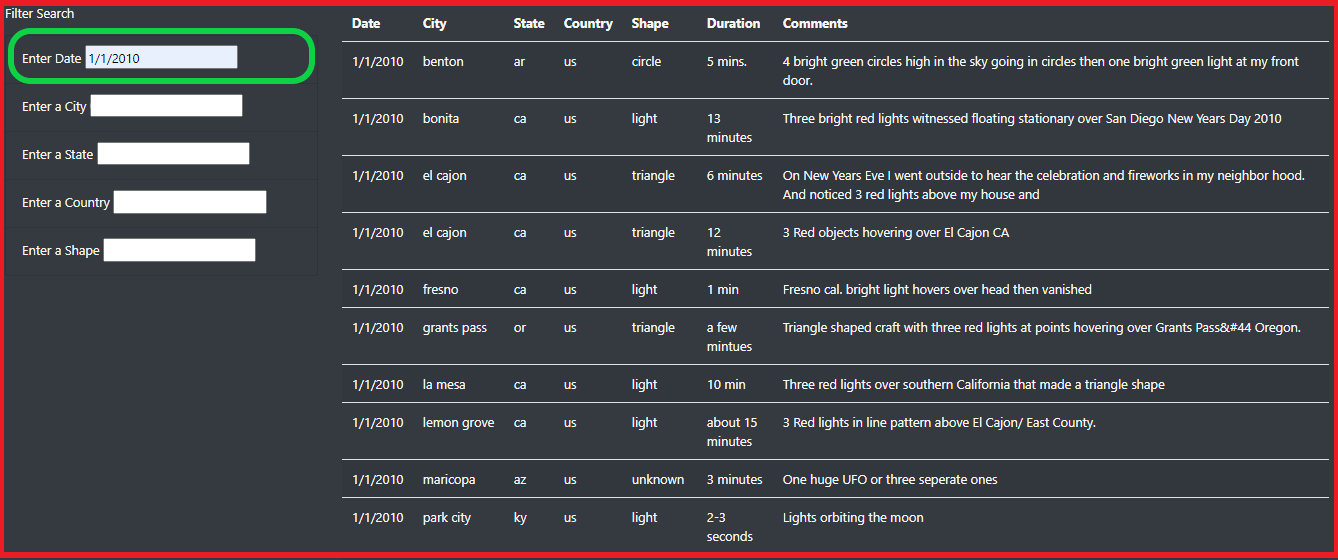 Filter Search
Enter Date 1/1/2010
Enter a City
Enter a State
Enter a Country
Enter a Shape
Date City State Country Shape Duration Comments
1/1/2010 benton ar us circle 5 mins. 4 bright green circles high in the sky going in circles then one bright green light at my front
door.
1/1/2010 bonita ca us light 13 Three bright red lights witnessed floating stationary over San Diego New Years Day 2010
minutes
1/1/2010 el cajon ca us triangle 6 minutes On New Years Eve I went outside to hear the celebration and fireworks in my neighbor hood.
And noticed 3 red lights above my house and
1/1/2010 el cajon ca us triangle 12 3 Red objects hovering over El Cajon CA
minutes
1/1/2010 fresno ca us light 1 min Fresno cal. bright light hovers over head then vanished
1/1/2010 grants pass or us triangle a few Triangle shaped craft with three red lights at points hovering over Grants Pass&#44 Oregon.
mintues
1/1/2010 la mesa ca us light 10 min Three red lights over southern California that made a triangle shape
1/1/2010 lemon grove ca us light about 15 3 Red lights in line pattern above El Cajon/ East County.
minutes
1/1/2010 maricopa az us unknown 3 minutes One huge UFO or three seperate ones
1/1/2010 park city ky us light 2-3 Lights orbiting the moon
seconds